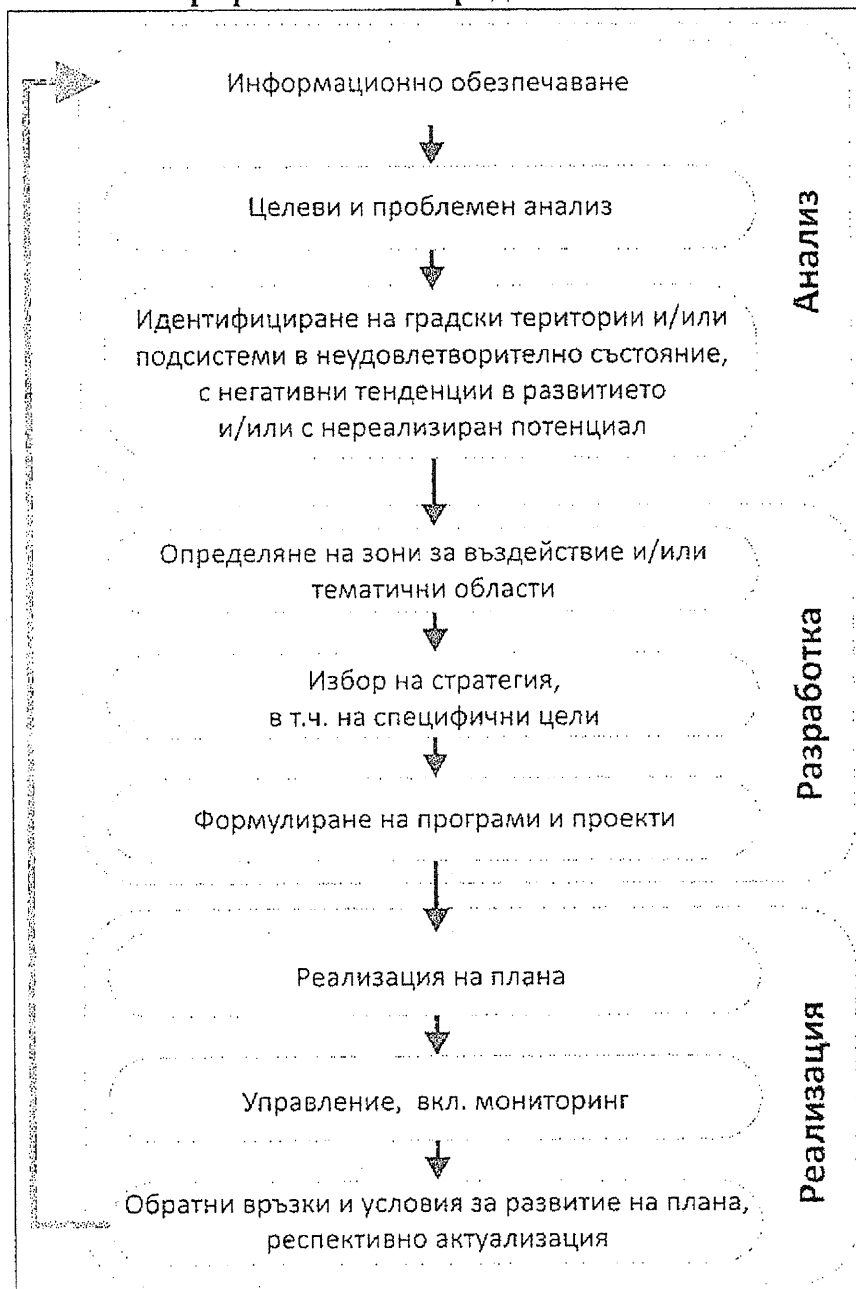 Информационно обезпечаване
Целеви и проблемен анализ
Идентифициране на градски територии и/или
подсистеми в неудовлетворително състояние,
с негативни тенденции в развитието
и/или с нереализиран потенциал
Анализ
Определяне на зони за въздействие и/или
тематични области
Избор на стратегия,
в т.ч. на специфични цели
Формулиране на програми и проекти
Разработка
Реализация на плана
Управление, вкл. мониторинг
Обратни връзки и условия за развитие на плана,
респективно актуализация
Реализация